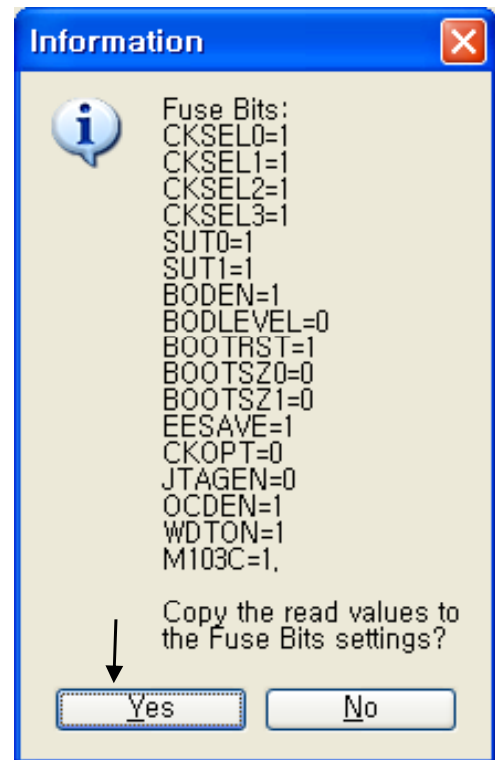 Information
Fuse Bits:
CKSEL0=1
CKSEL1=1
CKSEL2=1
CKSEL3=1
SUT0=1
SUT1=1
BODEN=1
BODLEVEL=0
BOOTRST=1
BOOTSZ0=0
BOOTSZ1=0
EESAVE=1
CKOPT=0
JTAGEN=0
OCDEN=1
WDTON=1
M103C=1,
Copy the read values to
the Fuse Bits settings?
Yes No